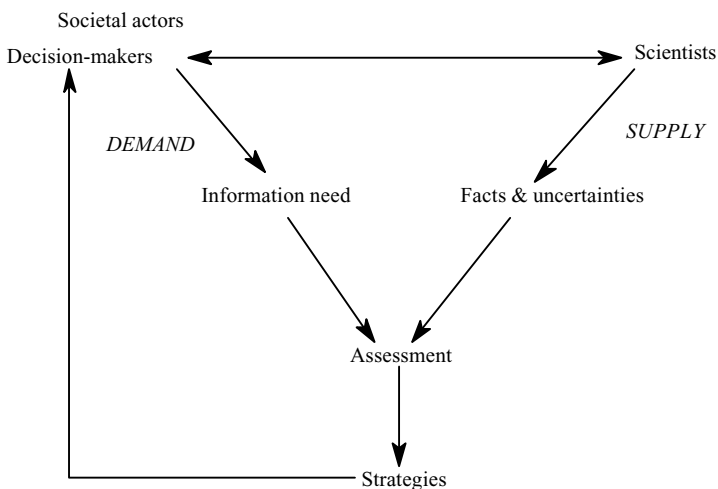 Societal actors
Decision-makers
Scientists
DEMAND
SUPPLY
Information need
Facts & uncertainties
Assessment
Strategies